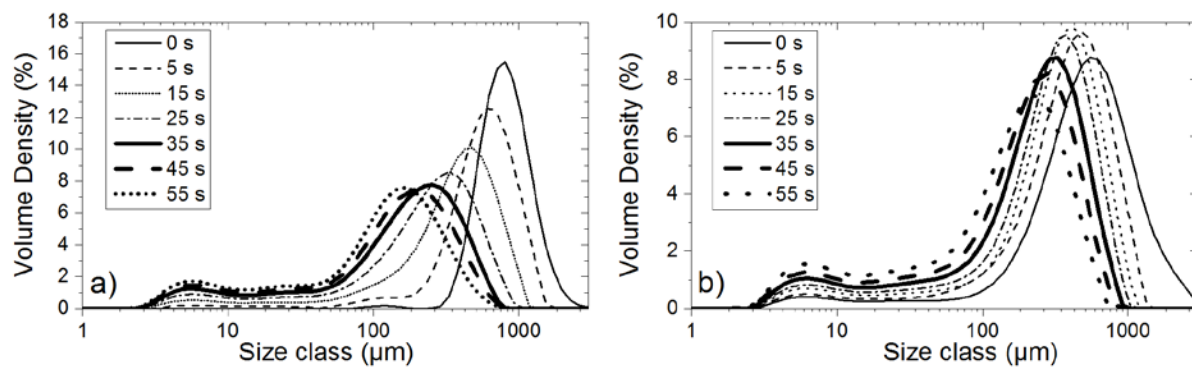 Volume Density (%)
18
16
14
12
10
8
6
4
2
0
0 s
5 s
15 s
25 s
35 s
45 s
55 s
a)
1 10 100 1000
Size class (µm)
Volume Density (%)
10
8
6
4
2
0
0 s
5 s
15 s
25 s
35 s
45 s
55 s
b)
1 10 100 1000
Size class (µm)